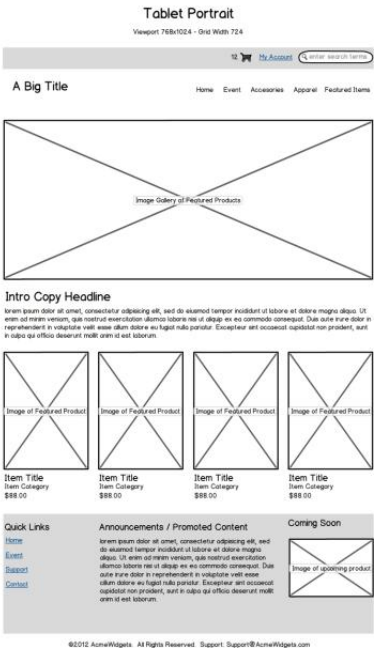 Tablet Portrait
Viewport 768x1024 - Grid Width 724
12 My Account enter search terms
A Big Title
Home Event Accesories Apparel Featured Items
Image Gallery of Featured Products
Intro Copy Headline
lorem ipsum dolor sit amet, consectetur adipisicing elit, sed do eiusmod tempor incididunt ut labore et dolore magna aliqua. Ut
enim ad minim veniam, quis nostrud exercitation ullamco laboris nisi ut aliquip ex ea commodo consequat. Duis aute irure dolor in
reprehenderit in voluptate velit esse cillum dolore eu fugiat nulla pariatur. Excepteur sint occaecat cupidatat non proident, sunt
in culpa qui officia deserunt mollit anim id est laborum.
Image of Featured Product Image of Featured Product Image of Featured Product Image of Featured Product
Item Title Item Title Item Title Item Title
Item Category Item Category Item Category Item Category
$88.00 $88.00 $88.00 $88.00
Quick Links
Home
Event
Support
Contact
Announcements / Promoted Content
lorem ipsum dolor sit amet, consectetur adipisicing elit, sed
do eiusmod tempor incididunt ut labore et dolore magna
aliqua. Ut enim ad minim veniam, quis nostrud exercitation
ullamco laboris nisi ut aliquip ex ea commodo consequat. Duis
aute irure dolor in reprehenderit in voluptate velit esse
cillum dolore eu fugiat nulla pariatur. Excepteur sint occaecat
cupidatat non proident, sunt in culpa qui officia deserunt
mollit anim id est laborum.
Coming Soon
Image of upcoming product
©2012 AcmeWidgets. All Rights Reserved. Support: Support@AcmeWidgets.com